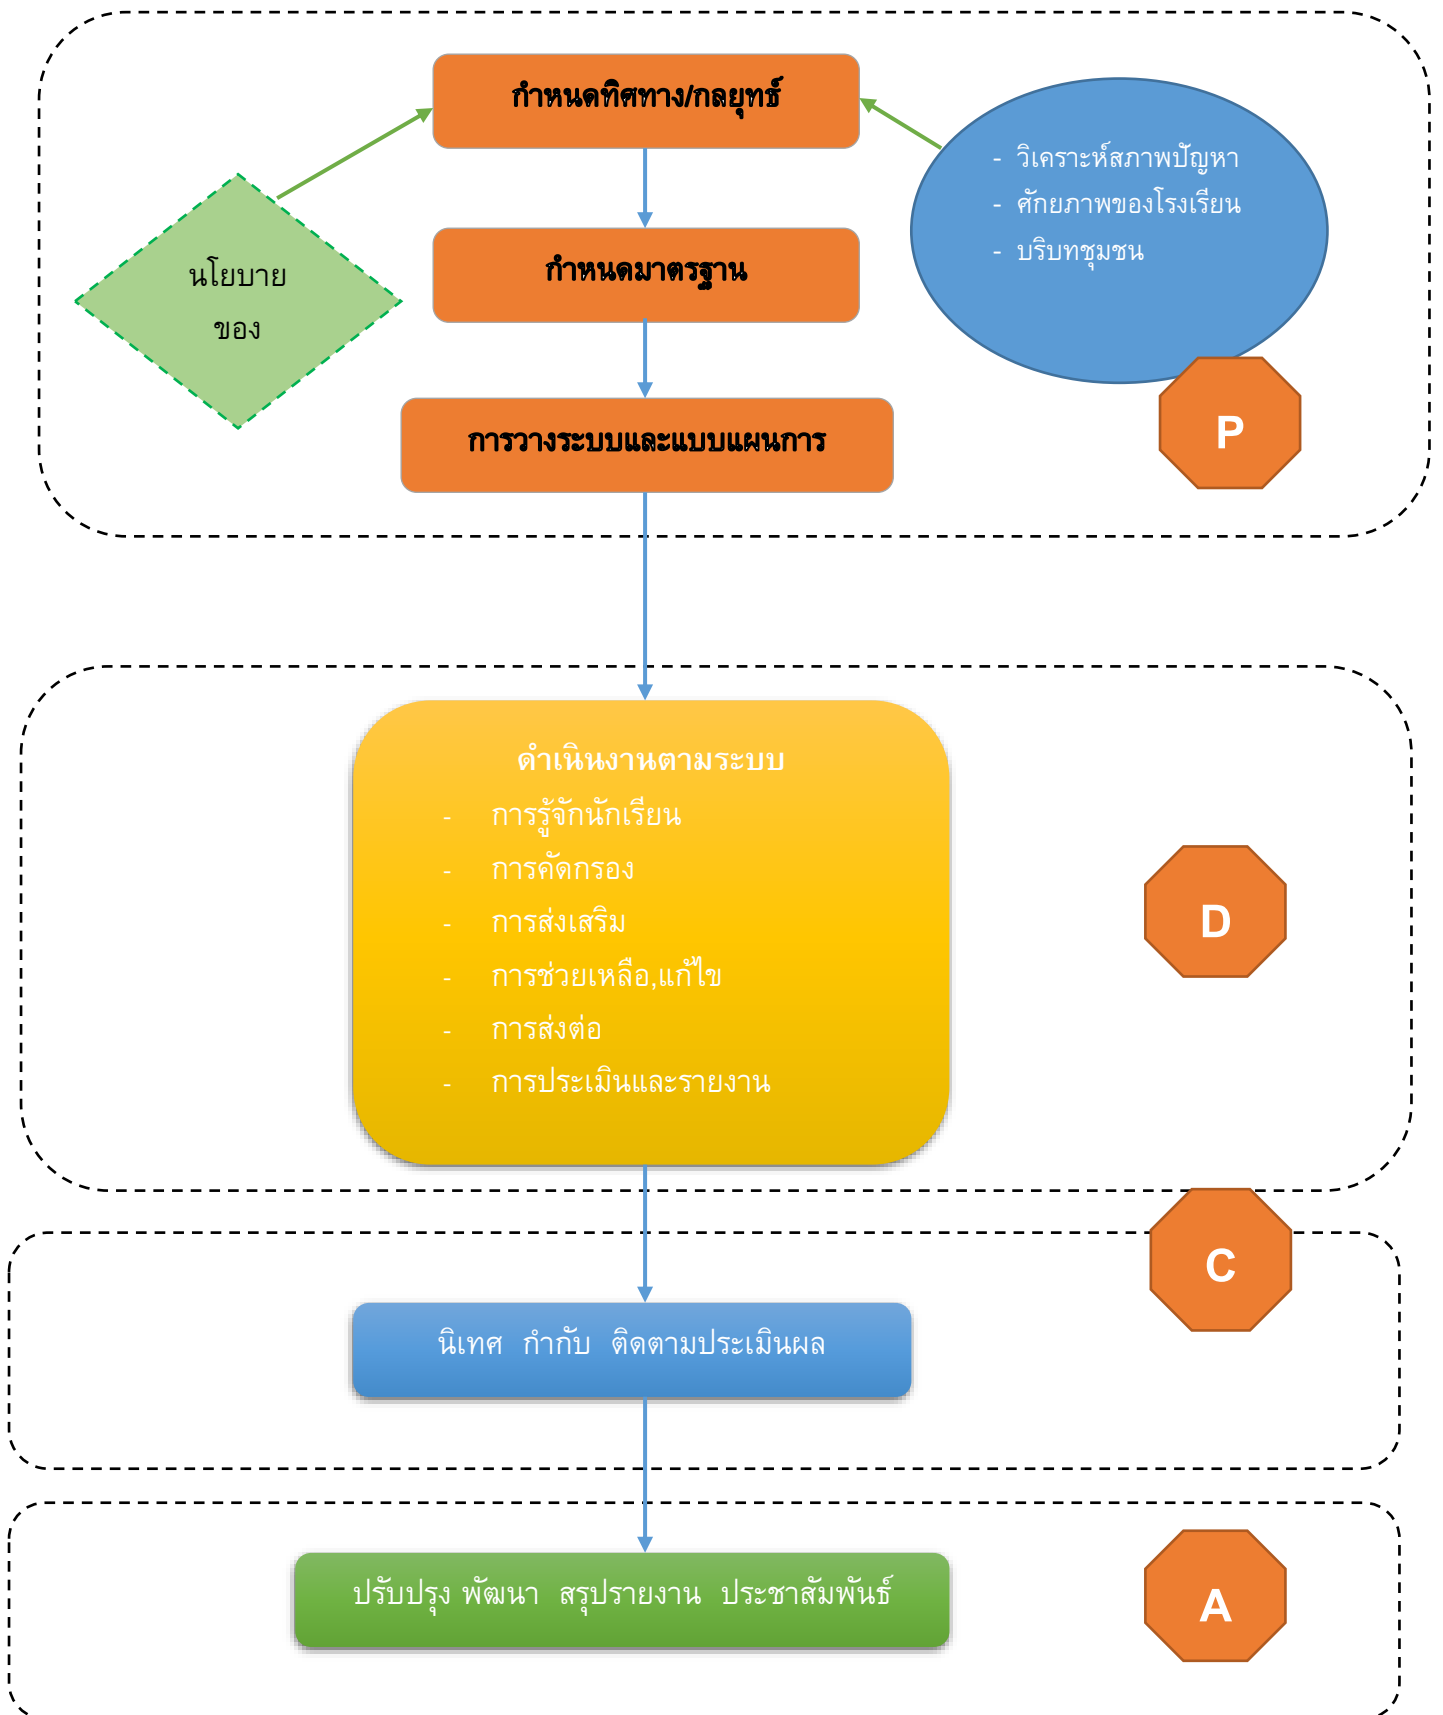 กำหนดทิศทาง/กลยุทธ์
- วิเคราะห์สภาพปัญหา
- ศักยภาพของโรงเรียน
- บริบทชุมชน
นโยบาย
ของ
กำหนดมาตรฐาน
การวางระบบและแบบแผนการ
P
ดำเนินงานตามระบบ
- การรู้จักนักเรียน
- การคัดกรอง
- การส่งเสริม
- การช่วยเหลือ,แก้ไข
- การส่งต่อ
- การประเมินและรายงาน
D
C
นิเทศ กำกับ ติดตามประเมินผล
ปรับปรุง พัฒนา สรุปรายงาน ประชาสัมพันธ์
A